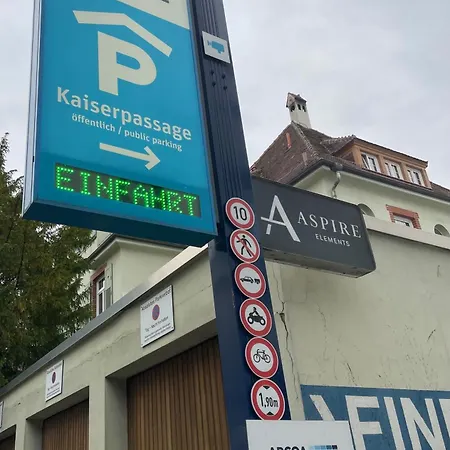 P
Kaiserpassage
öffentlich / public parking
EINFAHRT
10
A ASPIRE
ELEMENTS
1,90m
EIN